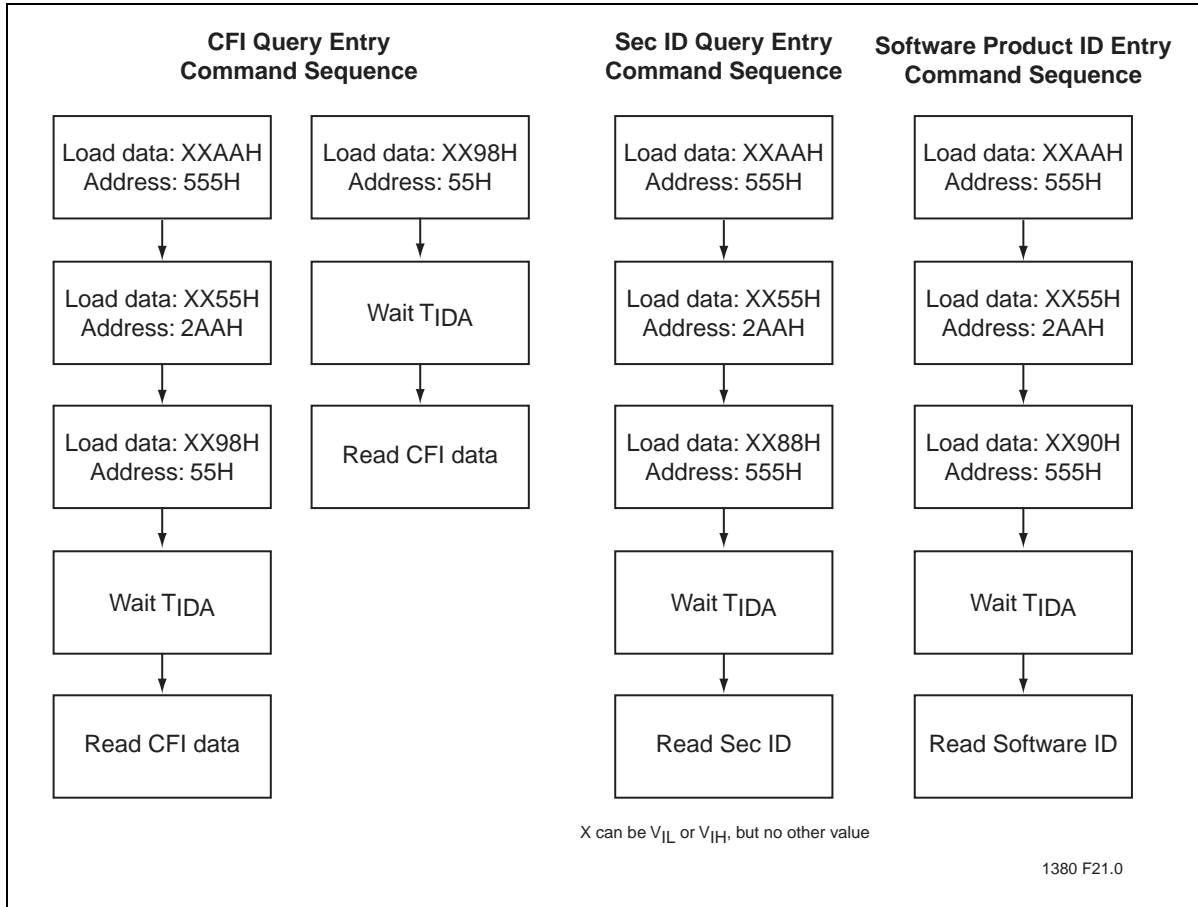 CFI Query Entry
Command Sequence
Load data: XXAAH
Address: 555H
Load data: XX55H
Address: 2AAH
Load data: XX98H
Address: 55H
Wait TIDA
Read CFI data
Load data: XX98H
Address: 55H
Wait TIDA
Read CFI data
Sec ID Query Entry
Command Sequence
Load data: XXAAH
Address: 555H
Load data: XX55H
Address: 2AAH
Load data: XX88H
Address: 555H
Wait TIDA
Read Sec ID
Software Product ID Entry
Command Sequence
Load data: XXAAH
Address: 555H
Load data: XX55H
Address: 2AAH
Load data: XX90H
Address: 555H
Wait TIDA
Read Software ID
X can be VIL or VIH, but no other value
1380 F21.0